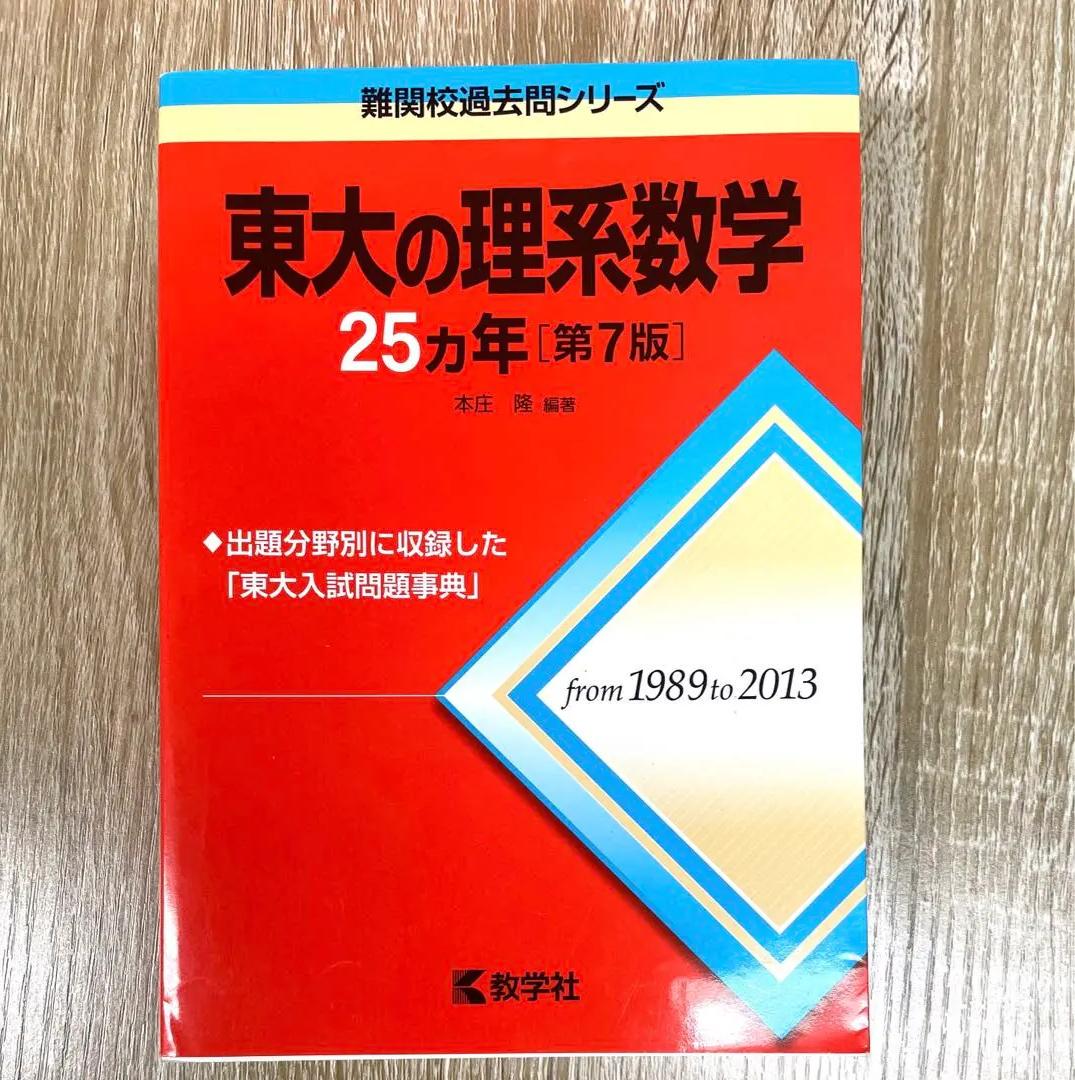 難関校過去問シリーズ
東大の理系数学
25カ年[第7版]
本庄 隆 編著
◆出題分野別に収録した
「東大入試問題事典」
from 1989 to 2013
教学社